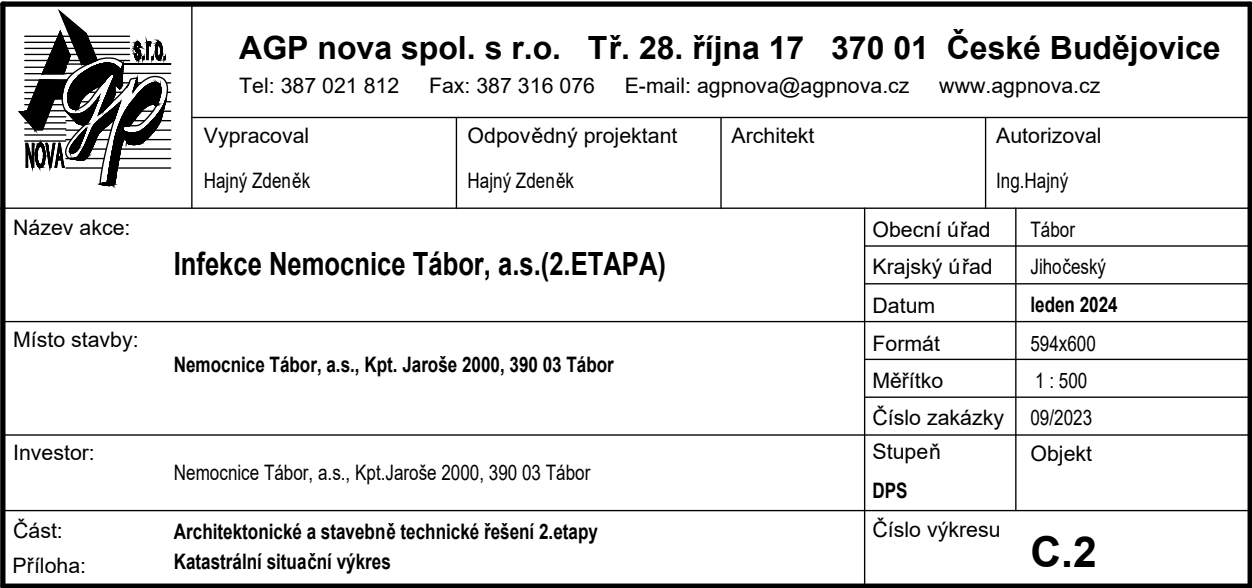 s.r.o.
Agp
NOVA
AGP nova spol. s r.o. Tř. 28. října 17 370 01 České Budějovice
Tel: 387 021 812 Fax: 387 316 076 E-mail: agpnova@agpnova.cz www.agpnova.cz
Vypracoval Odpovědný projektant Architekt Autorizoval
Hajný Zdeněk Hajný Zdeněk Ing.Hajný
Název akce:
Infekce Nemocnice Tábor, a.s.(2.ETAPA)
Obecní úřad Tábor
Krajský úřad Jihočeský
Datum leden 2024
Místo stavby:
Nemocnice Tábor, a.s., Kpt. Jaroše 2000, 390 03 Tábor
Formát 594x600
Měřítko 1 : 500
Číslo zakázky 09/2023
Investor:
Nemocnice Tábor, a.s., Kpt.Jaroše 2000, 390 03 Tábor
Stupeň Objekt
DPS
Část: Architektonické a stavebně technické řešení 2.etapy
Příloha: Katastrální situační výkres
Číslo výkresu C.2